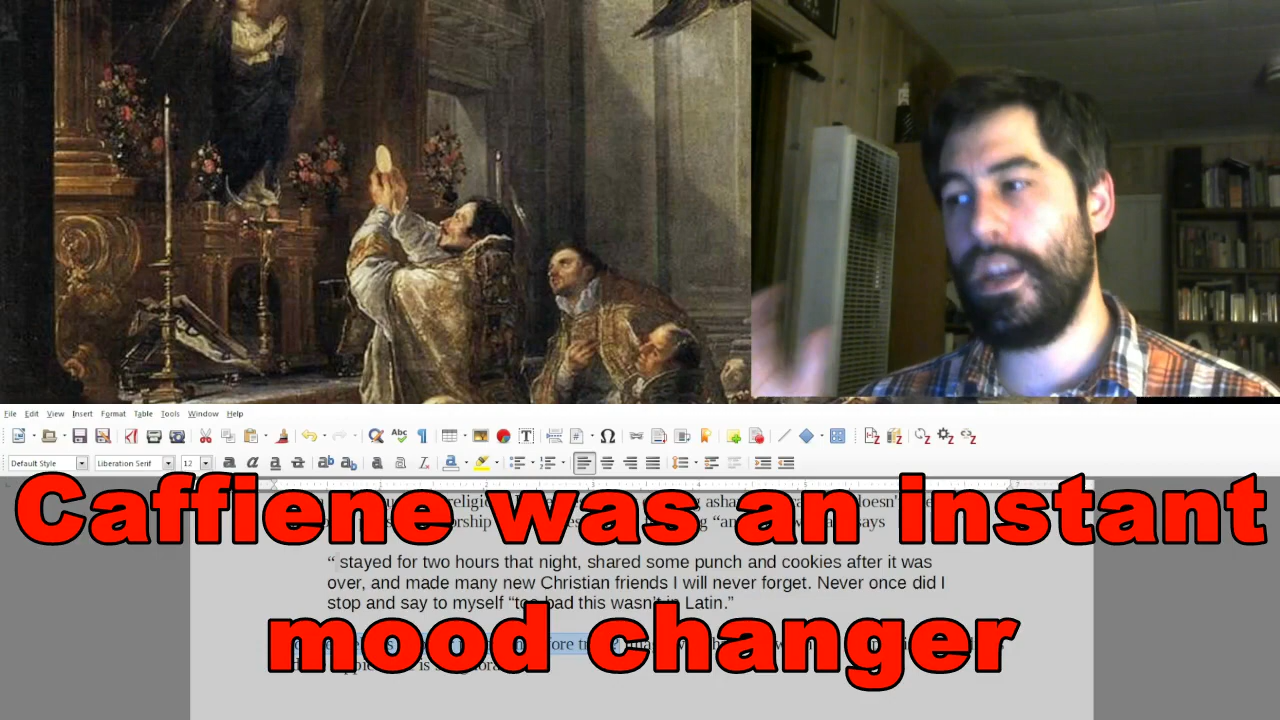 File Edit View Insert Format Table Tools Window Help
Default Style Liberation Serif 12
Caffiene was an instant
“ stayed for two hours that night, shared some punch and cookies after it was
over, and made many new Christian friends I will never forget. Never once did I
stop and say to myself “too bad this wasn't in Latin.”
mood changer